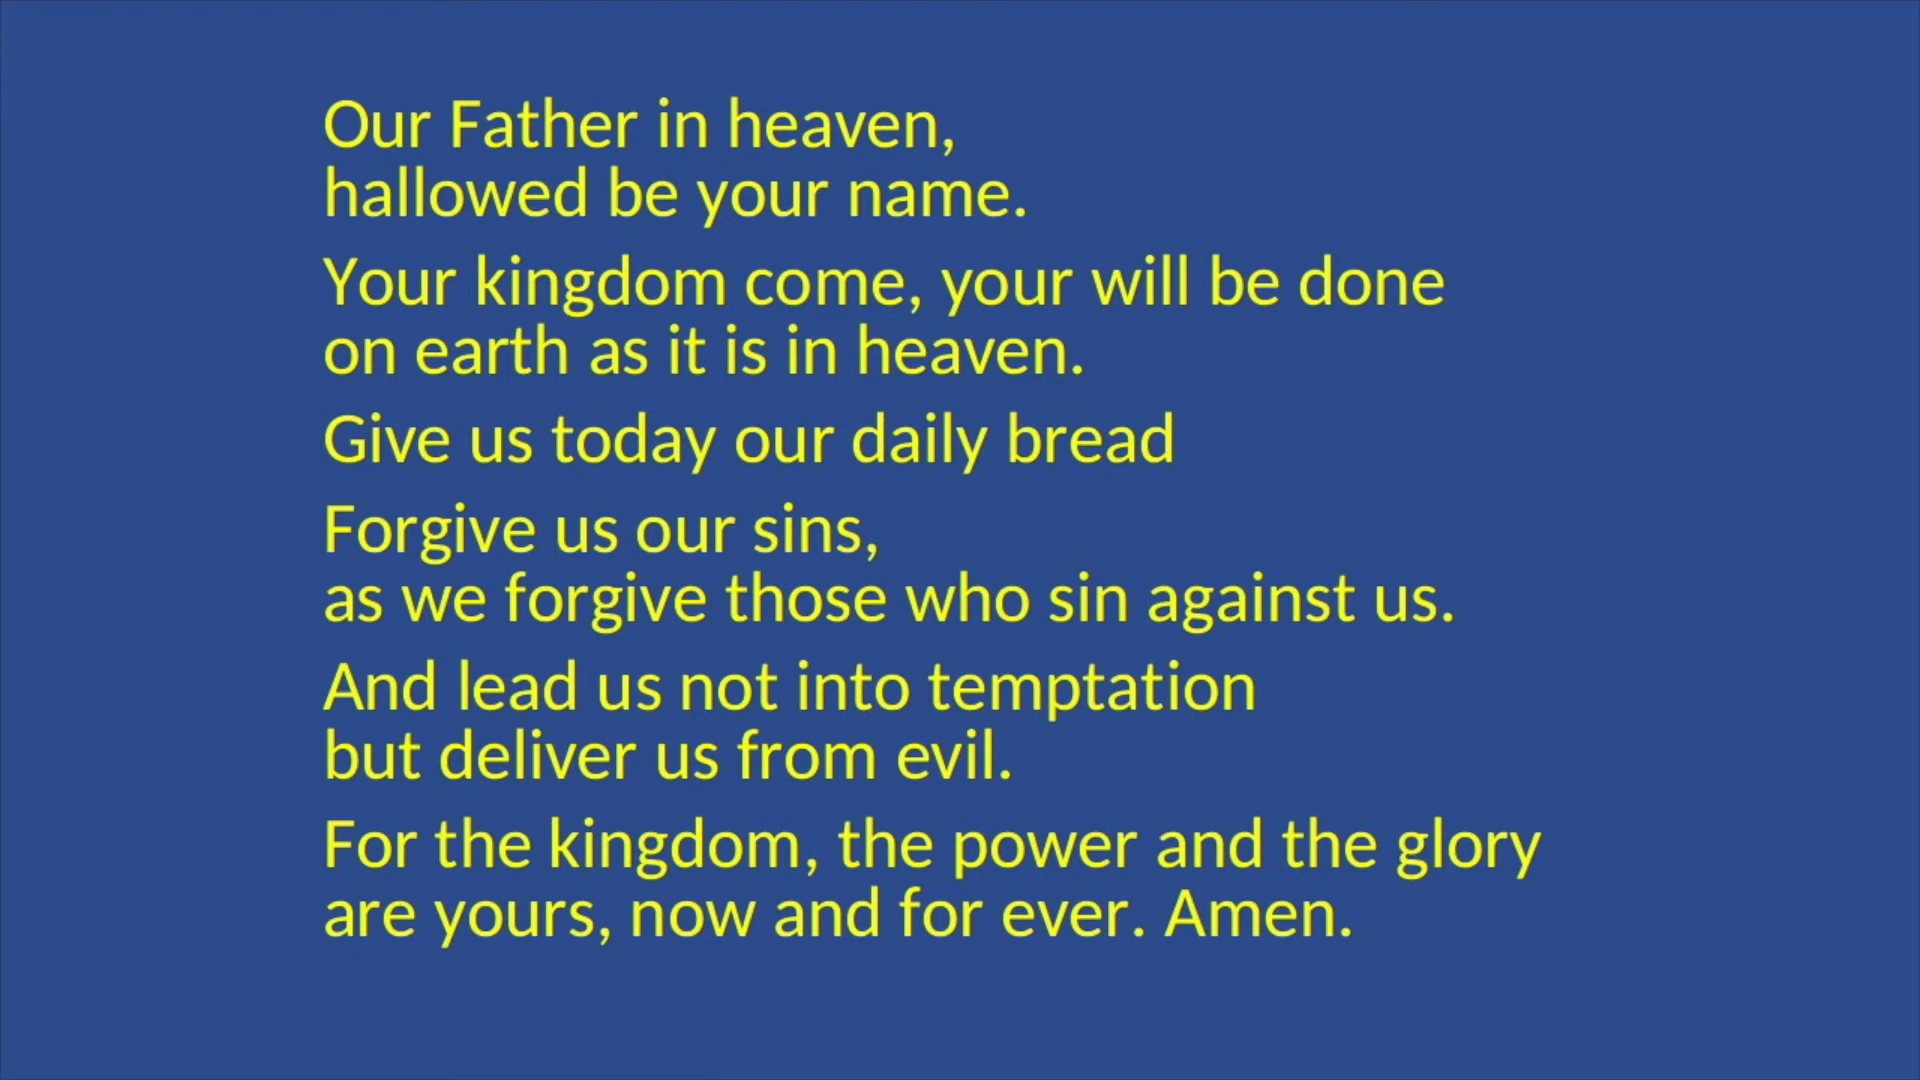 Our Father in heaven,
hallowed be your name.
Your kingdom come, your will be done
on earth as it is in heaven.
Give us today our daily bread
Forgive us our sins,
as we forgive those who sin against us.
And lead us not into temptation
but deliver us from evil.
For the kingdom, the power and the glory
are yours, now and for ever. Amen.